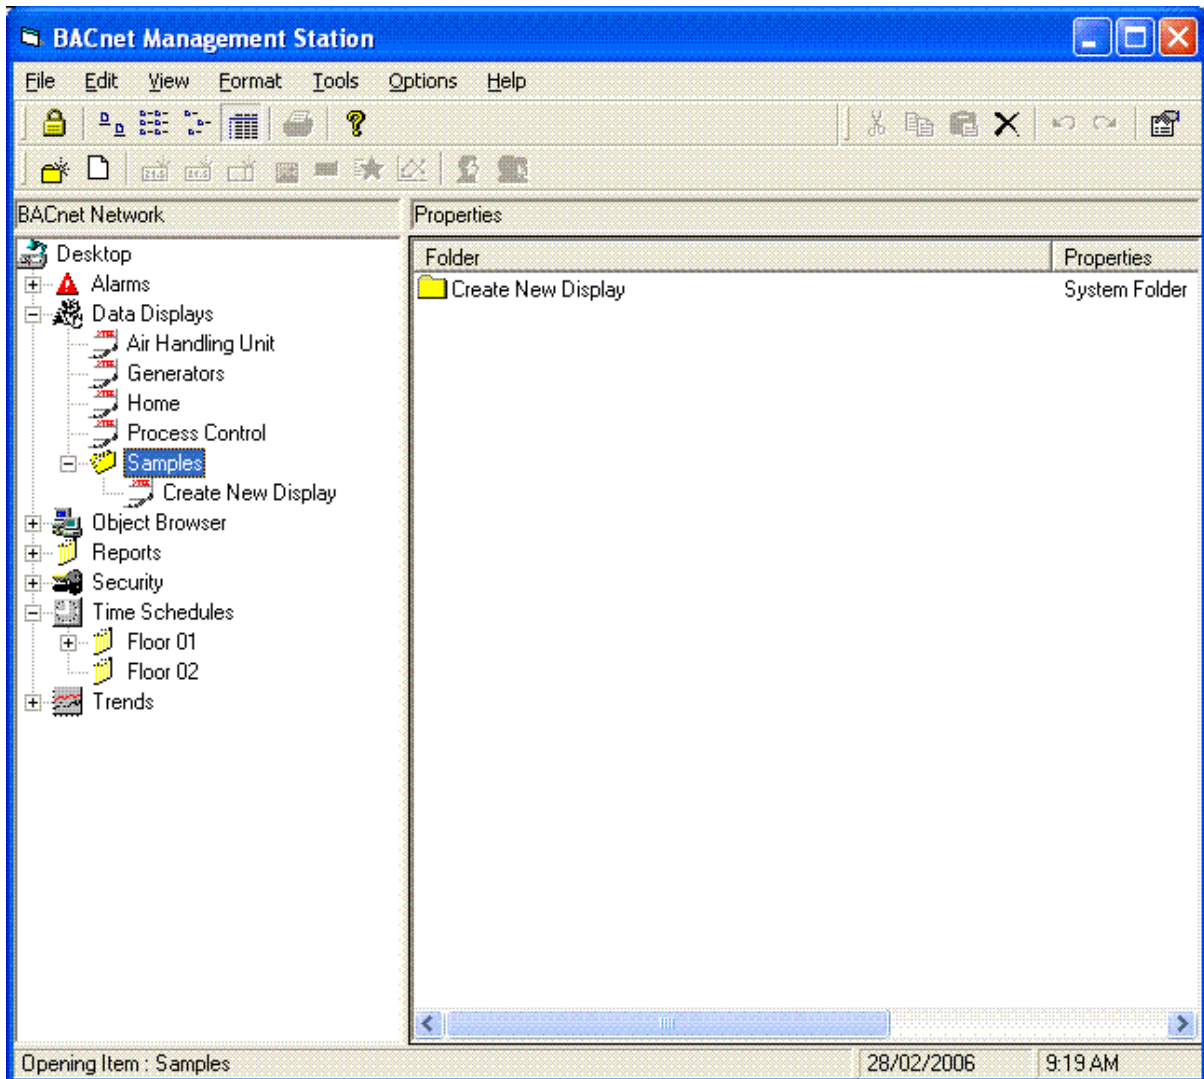 BACnet Management Station
File Edit View Format Tools Options Help
BACnet Network
Properties
Desktop
Alarms
Data Displays
Air Handling Unit
Generators
Home
Process Control
Samples
Create New Display
Object Browser
Reports
Security
Time Schedules
Floor 01
Floor 02
Trends
Folder Properties
Create New Display System Folder
Opening Item : Samples 28/02/2006 9:19 AM